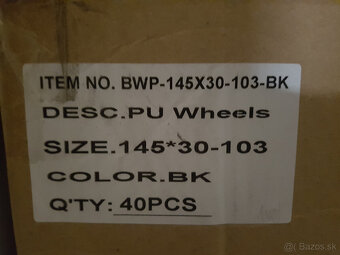 ITEM NO. BWP-145X30-103-BK
DESC.PU Wheels
SIZE.145*30-103
COLOR.BK
Q'TY: 40PCS
Bazos.sk